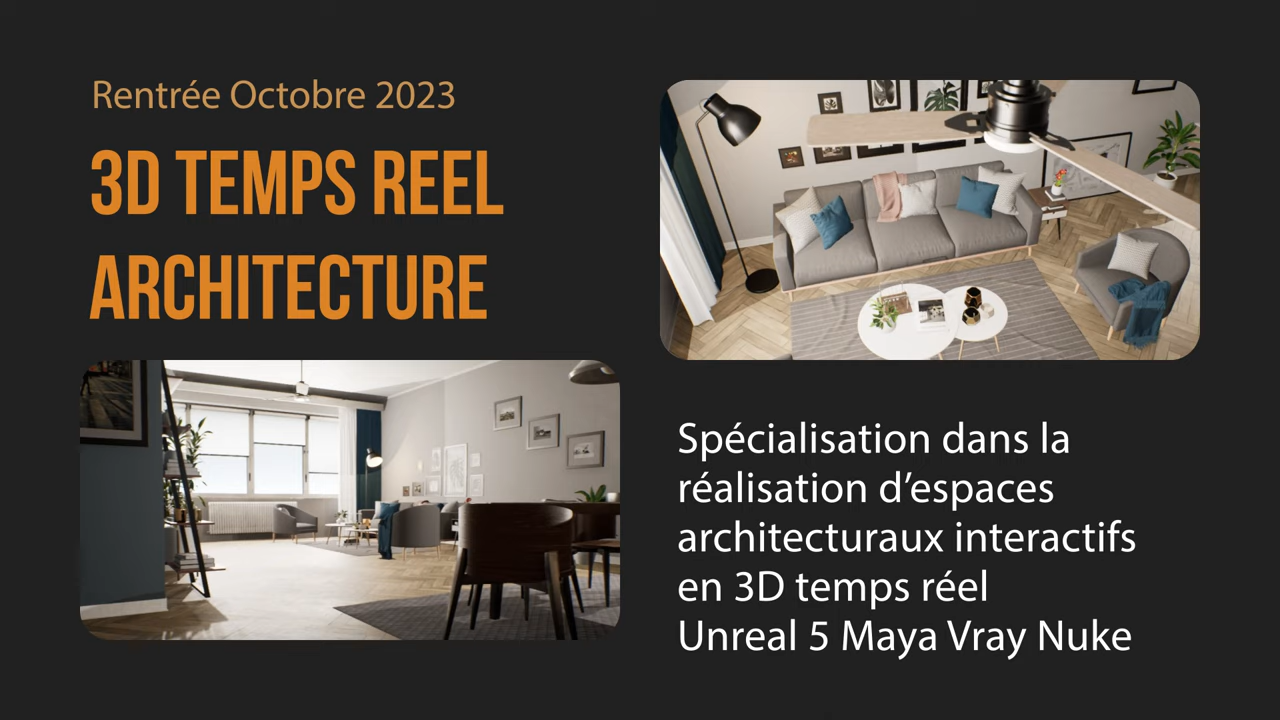 Rentrée Octobre 2023
3D TEMPS REEL
ARCHITECTURE
Spécialisation dans la
réalisation d’espaces
architecturaux interactifs
en 3D temps réel
Unreal 5 Maya Vray Nuke